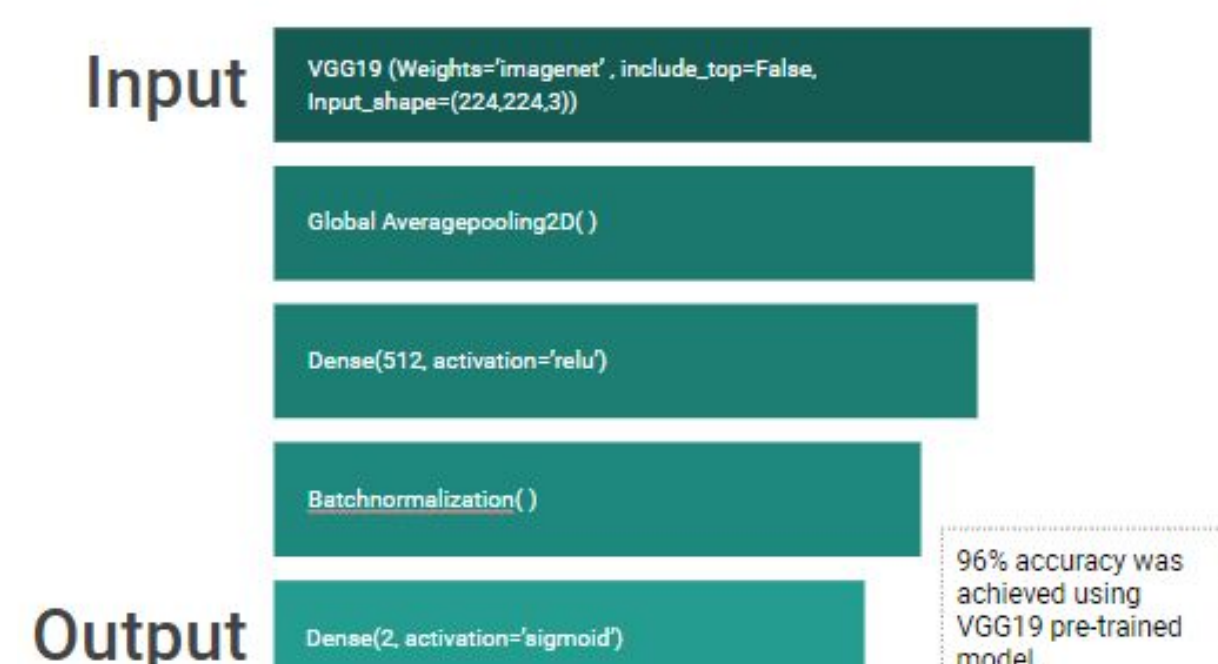 Input
VGG19 (Weights='imagenet' , include_top=False,
Input_shape=(224,224,3))
Global Averagepooling2D( )
Dense(512, activation='relu')
Batchnormalization( )
Output
Dense(2, activation='sigmoid')
96% accuracy was
achieved using
VGG19 pre-trained
model